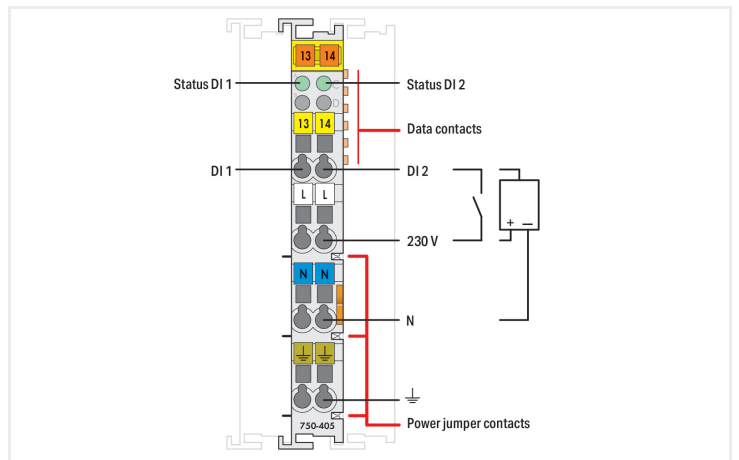 13 14
Status DI 1
C
Status DI 2
D
13 14
Data contacts
DI 1
DI 2
L L
+ −
230 V
N N
N
Power jumper contacts
750-405